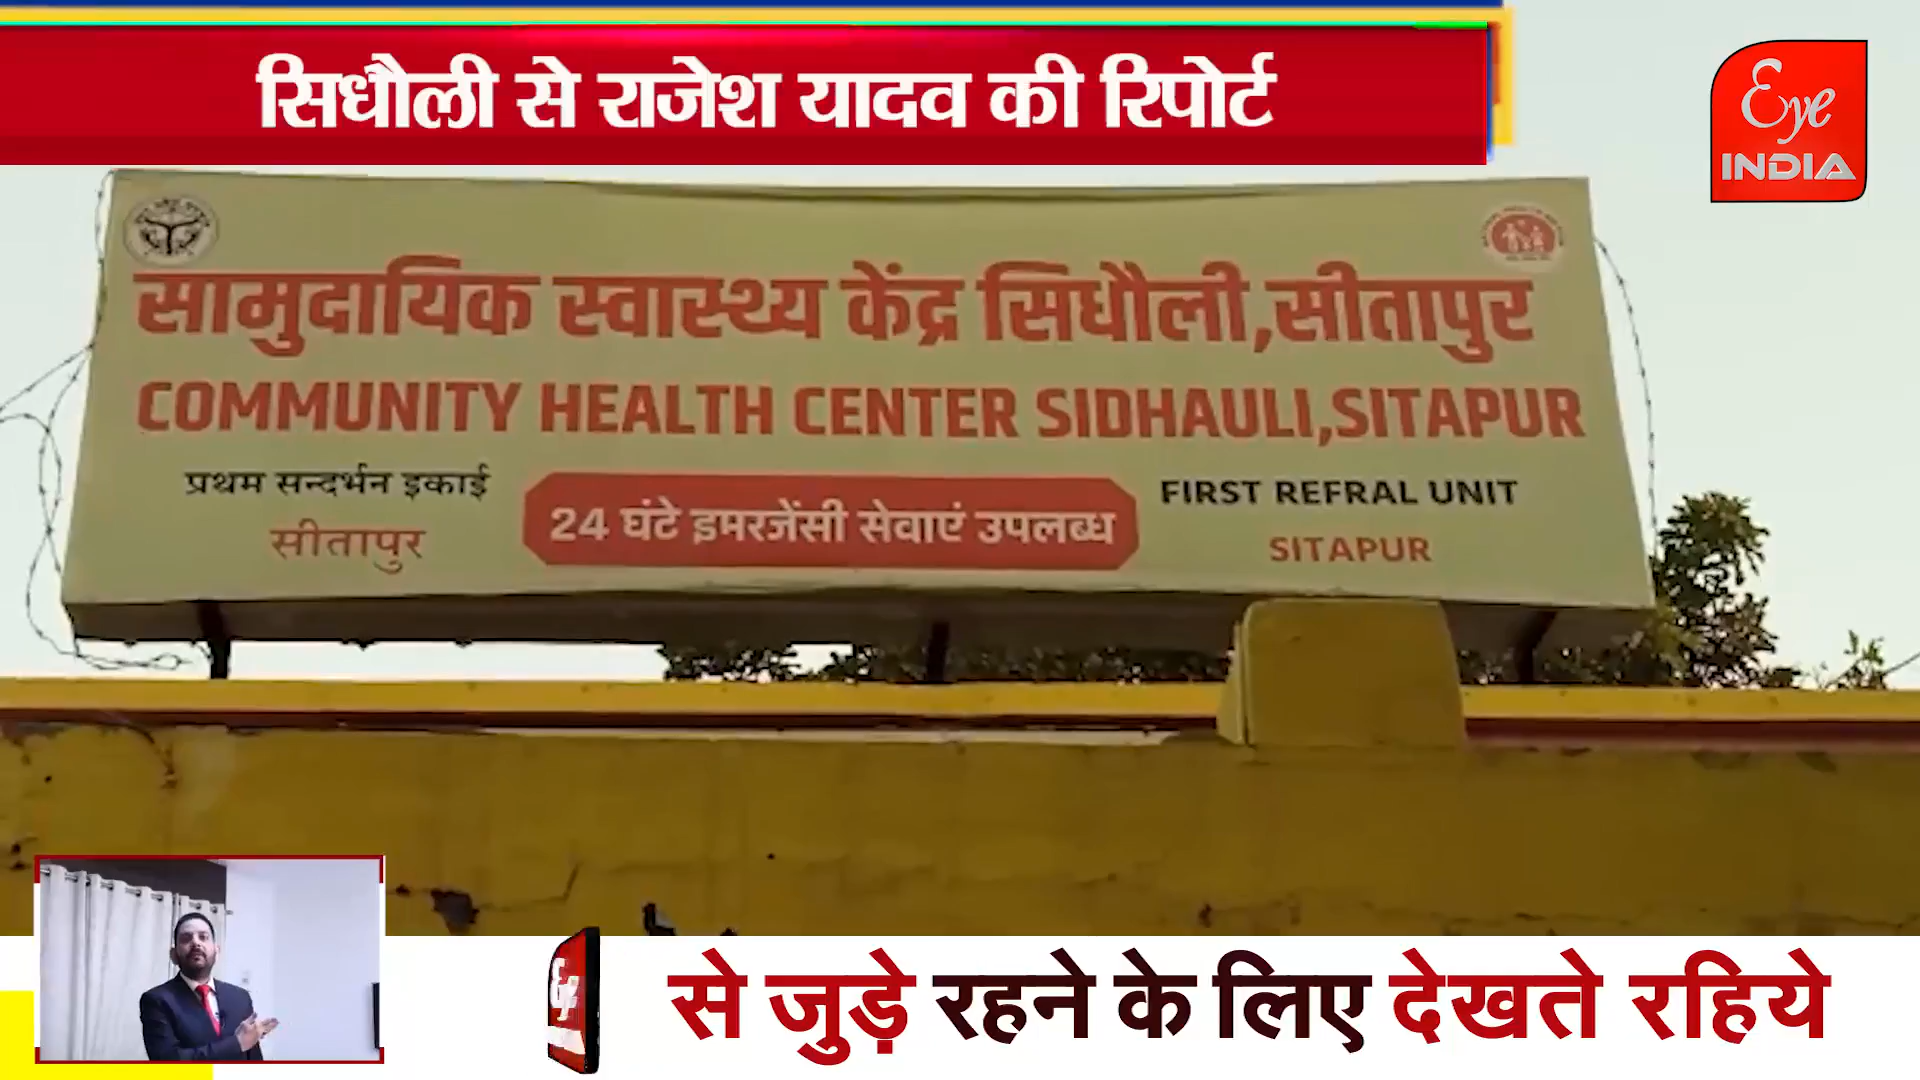 सिधौली से राजेश यादव की रिपोर्ट
Eye
INDIA
सामुदायिक स्वास्थ्य केंद्र सिधौली,सीतापुर
COMMUNITY HEALTH CENTER SIDHAULI,SITAPUR
प्रथम सन्दर्भन इकाई
सीतापुर
24 घंटे इमरजेंसी सेवाएं उपलब्ध
FIRST REFRAL UNIT
SITAPUR
से जुड़े रहने के लिए देखते रहिये